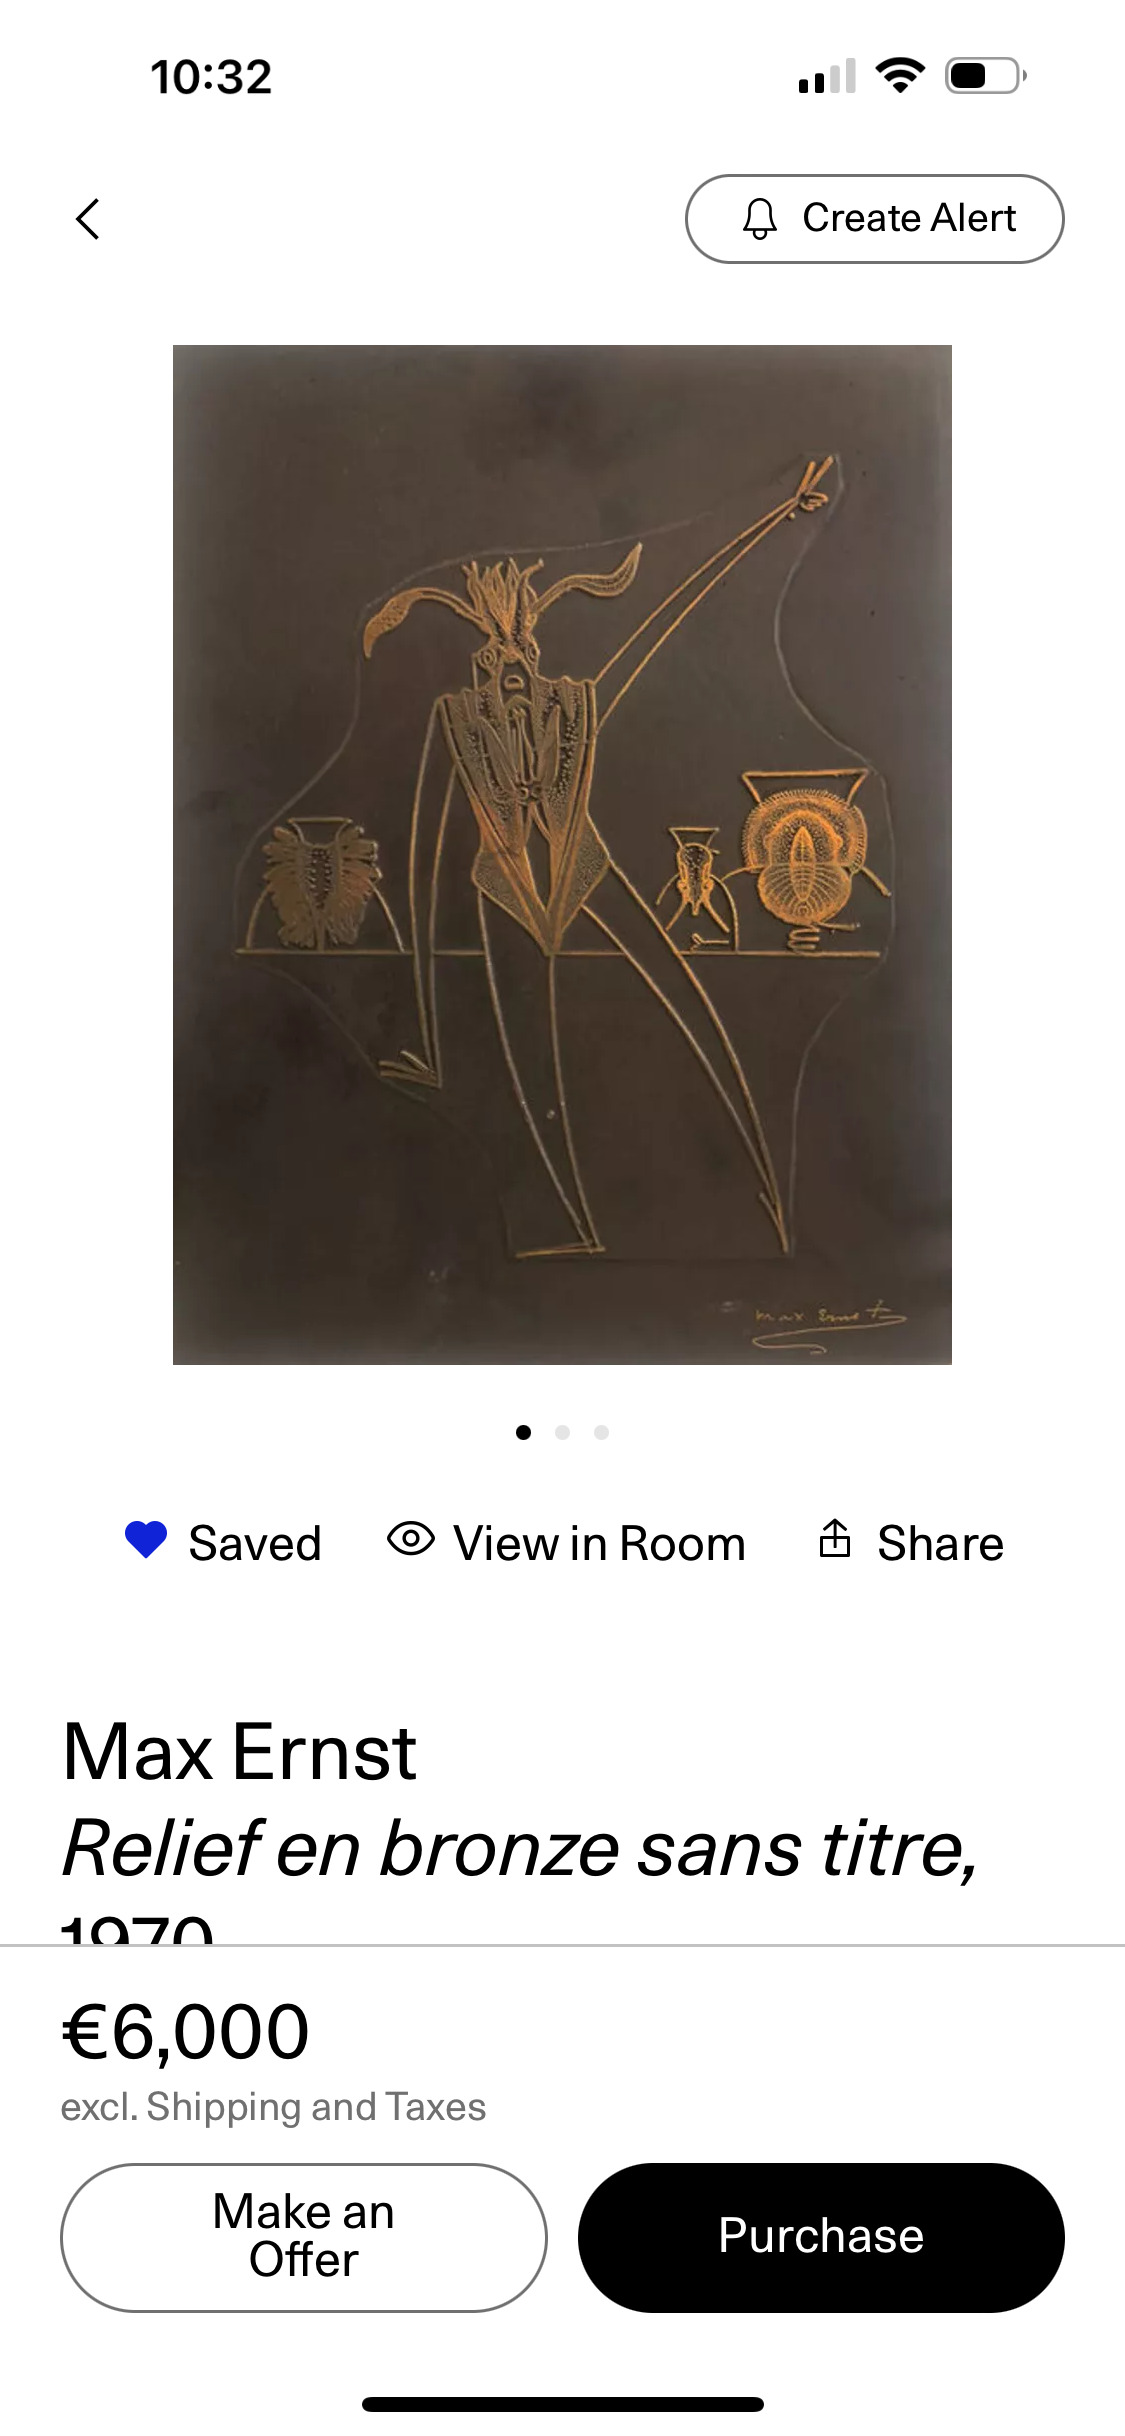 10:32
Create Alert
max Ernst
Saved
View in Room
Share
Max Ernst
Relief en bronze sans titre,
1970
€6,000
excl. Shipping and Taxes
Make an
Offer
Purchase